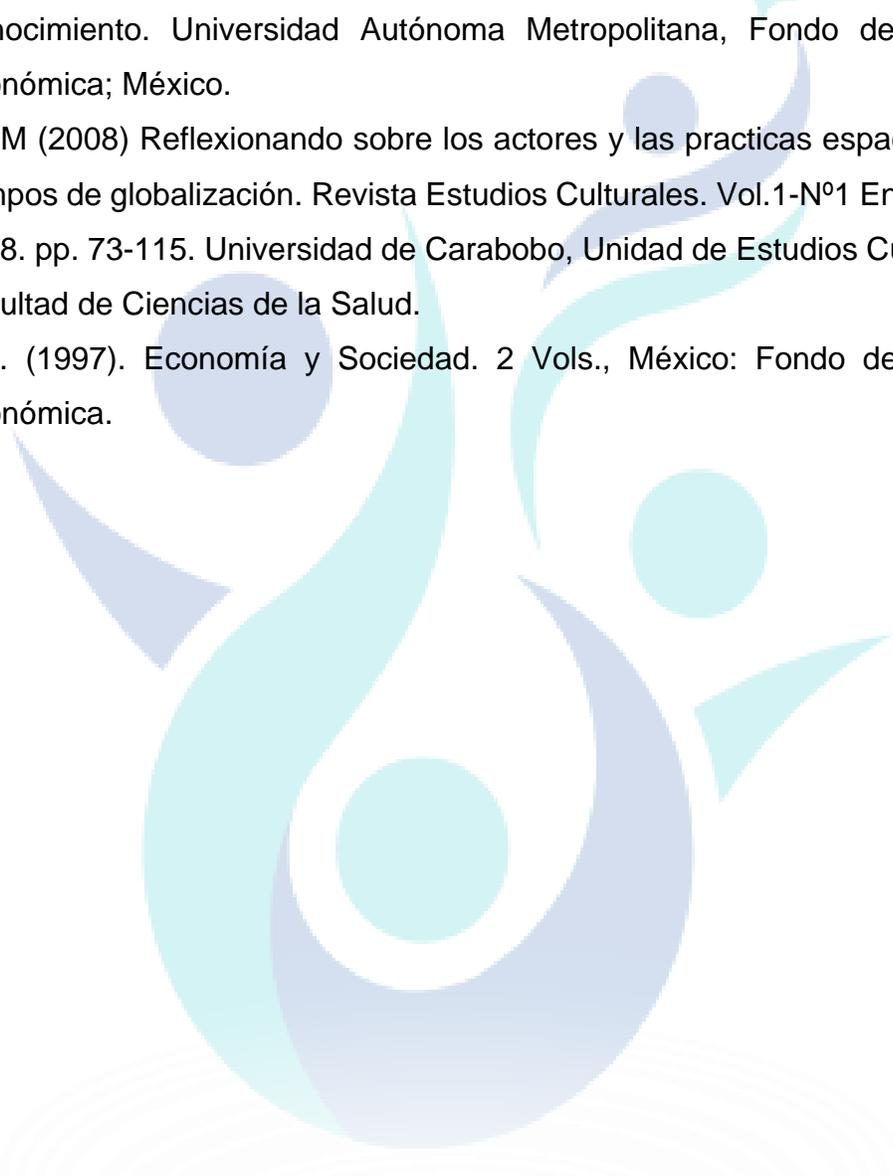 nocimiento. Universidad Autónoma Metropolitana, Fondo de
nómica; México.
M (2008) Reflexionando sobre los actores y las practicas espa
mpos de globalización. Revista Estudios Culturales. Vol.1-Nº1 En
8. pp. 73-115. Universidad de Carabobo, Unidad de Estudios Cu
ultad de Ciencias de la Salud.
. (1997). Economía y Sociedad. 2 Vols., México: Fondo de
nómica.